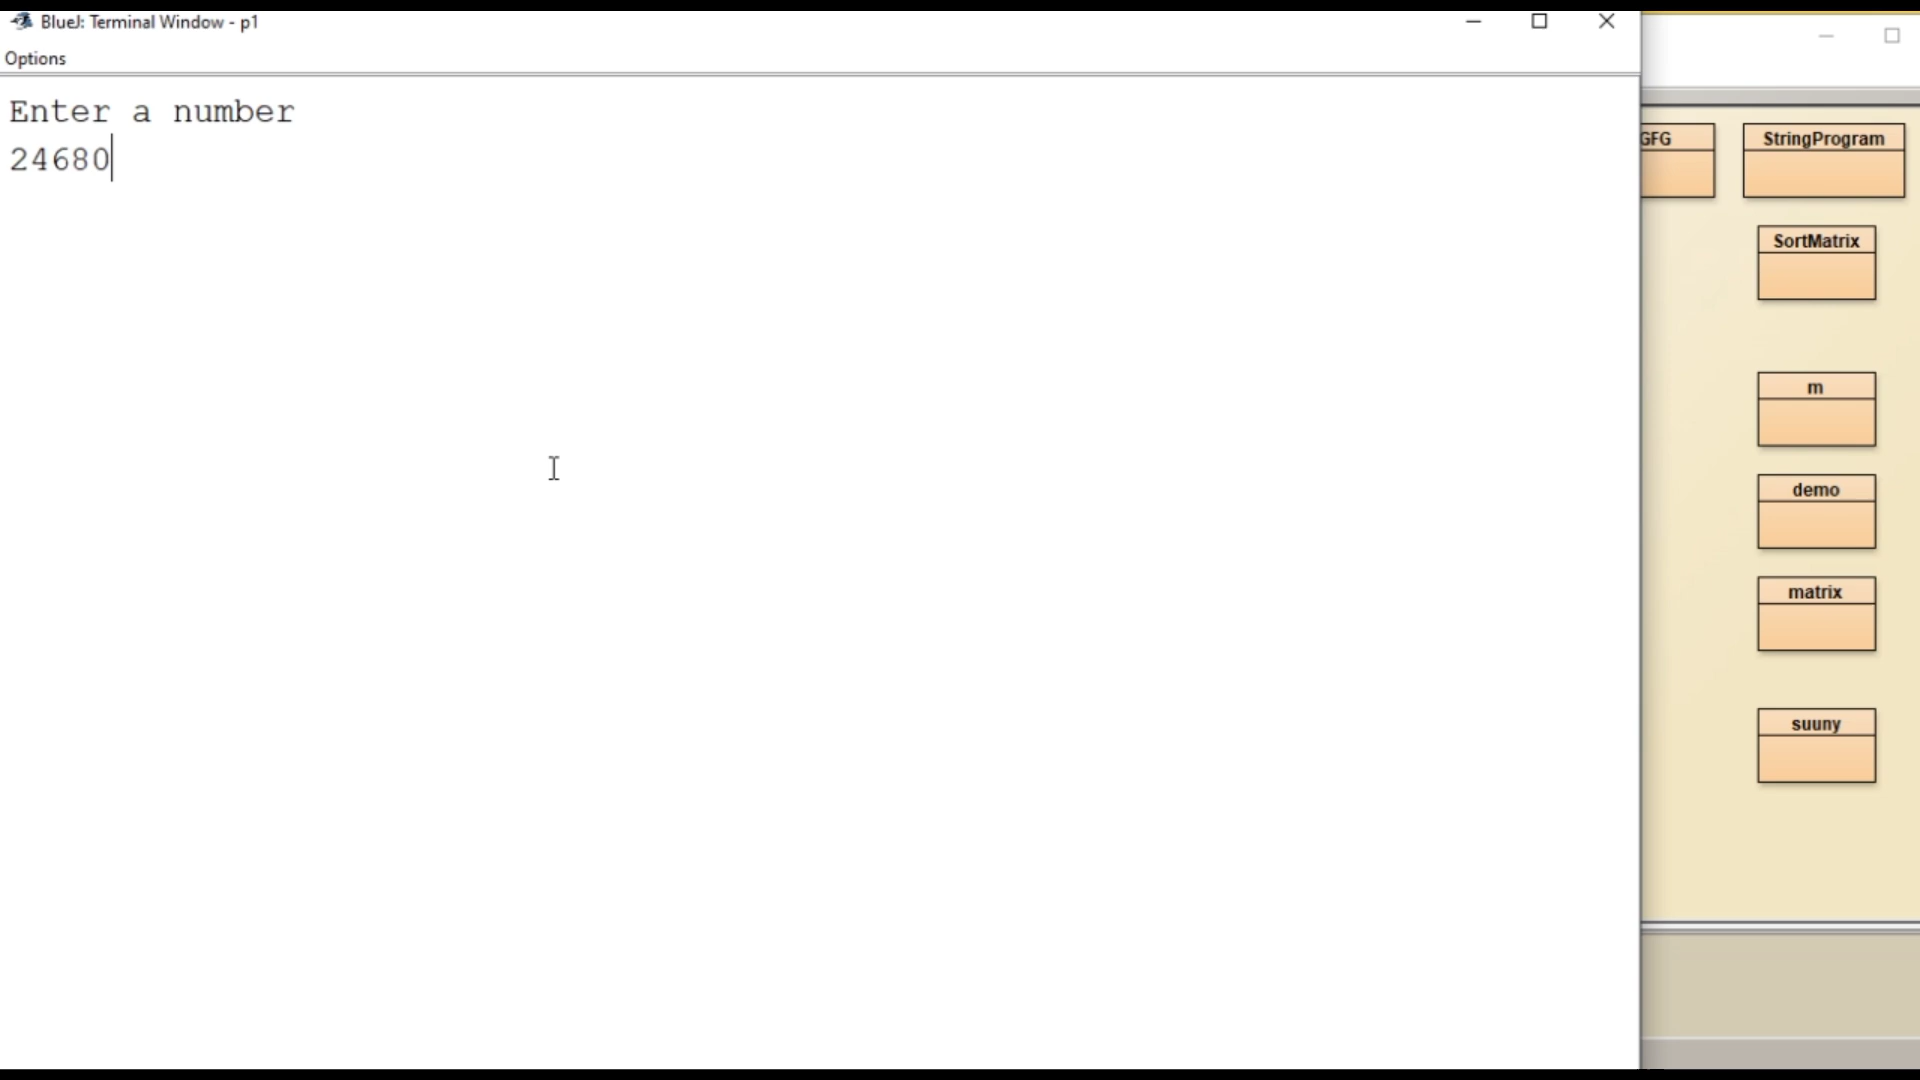 BlueJ: Terminal Window - p1
Options
Enter a number
24680
GFG
StringProgram
SortMatrix
m
demo
matrix
suuny